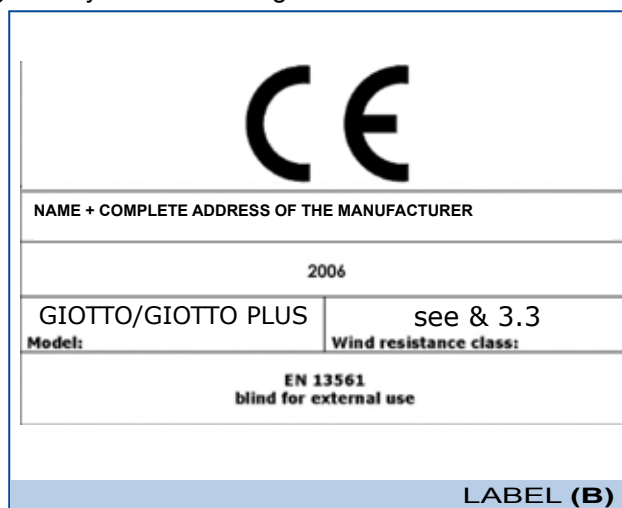 CE
NAME + COMPLETE ADDRESS OF THE MANUFACTURER
2006
GIOTTO/GIOTTO PLUS
Model:
see & 3.3
Wind resistance class:
EN 13561
blind for external use
LABEL (B)